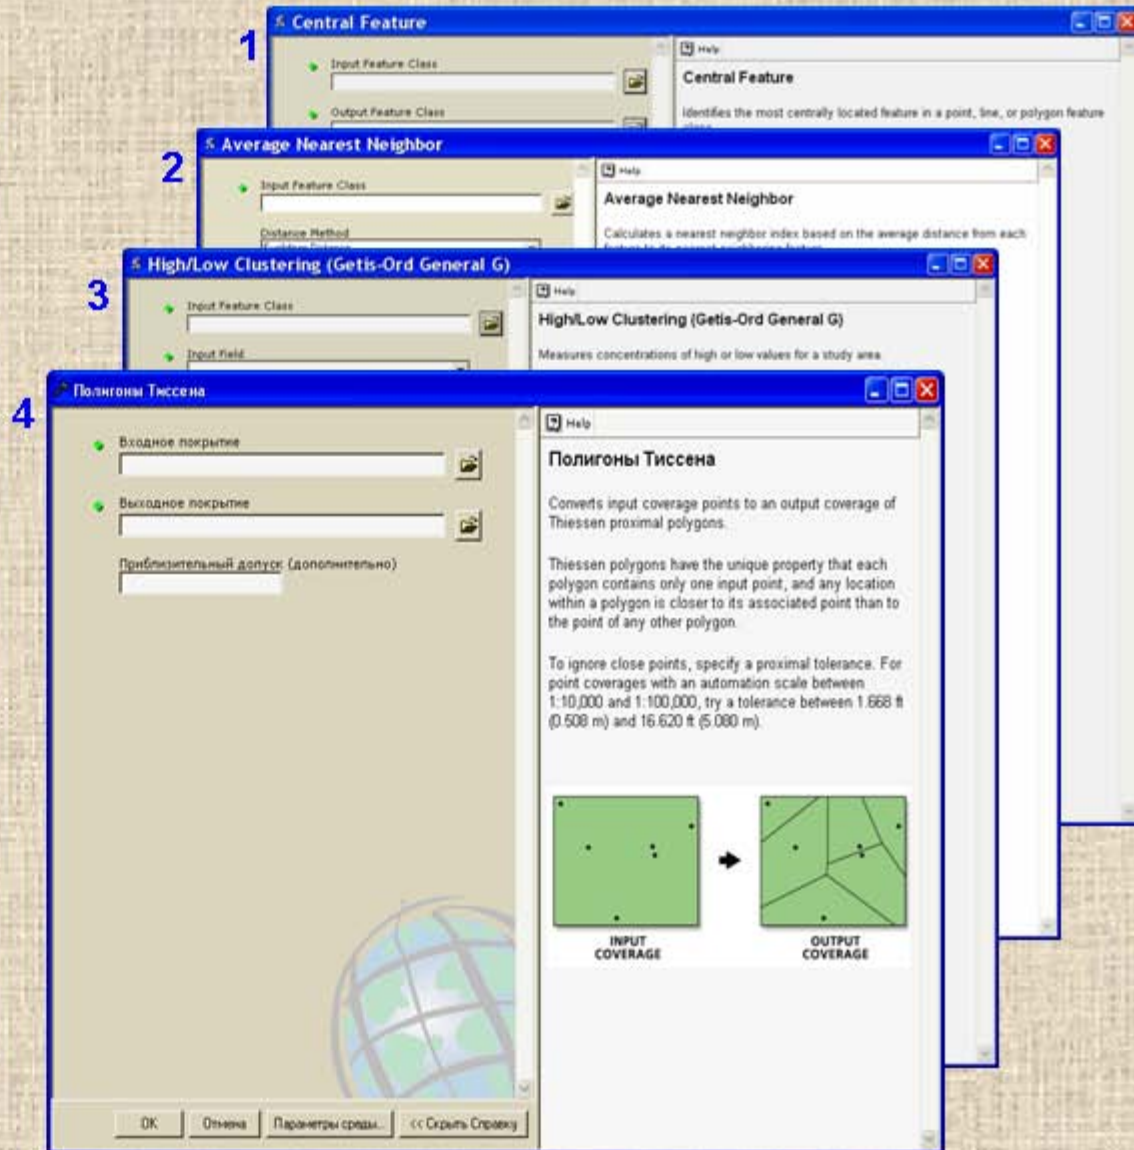 1
Central Feature
Input Feature Class
Output Feature Class
Help
Central Feature
Identifies the most centrally located feature in a point, line, or polygon feature
2
Average Nearest Neighbor
Input Feature Class
Distance Method
Help
Average Nearest Neighbor
Calculates a nearest neighbor index based on the average distance from each
feature to its nearest neighboring feature
3
High/Low Clustering (Getis-Ord General G)
Input Feature Class
Input Field
Help
High/Low Clustering (Getis-Ord General G)
Measures concentrations of high or low values for a study area
4
Полигоны Тиссена
Входное покрытие
Выходное покрытие
Приблизительный допуск (дополнительно)
OK
Отмена
Параметры среды...
<< Скрыть Справку
Help
Полигоны Тиссена
Converts input coverage points to an output coverage of
Thiessen proximal polygons.
Thiessen polygons have the unique property that each
polygon contains only one input point, and any location
within a polygon is closer to its associated point than to
the point of any other polygon.
To ignore close points, specify a proximal tolerance. For
point coverages with an automation scale between
1:10,000 and 1:100,000, try a tolerance between 1.668 ft
(0.508 m) and 16.620 ft (5.080 m).
INPUT
COVERAGE
OUTPUT
COVERAGE